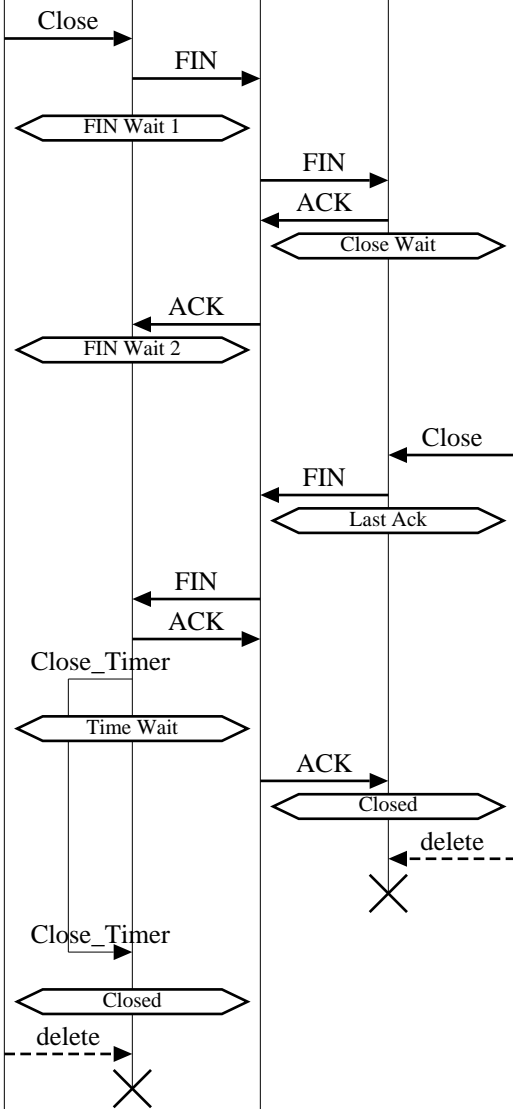 Close
FIN
FIN Wait 1
FIN
ACK
Close Wait
ACK
FIN Wait 2
Close
FIN
Last Ack
FIN
ACK
Close_Timer
Time Wait
ACK
Closed
delete
Close_Timer
Closed
delete